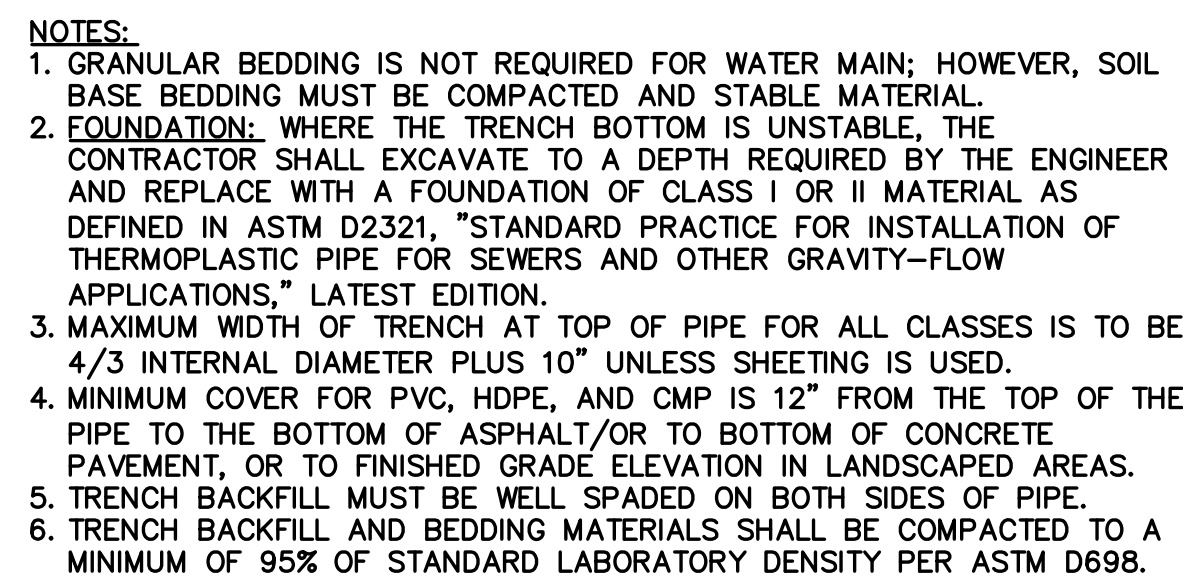 NOTES:
1. GRANULAR BEDDING IS NOT REQUIRED FOR WATER MAIN; HOWEVER, SOIL
BASE BEDDING MUST BE COMPACTED AND STABLE MATERIAL.
2. FOUNDATION: WHERE THE TRENCH BOTTOM IS UNSTABLE, THE
CONTRACTOR SHALL EXCAVATE TO A DEPTH REQUIRED BY THE ENGINEER
AND REPLACE WITH A FOUNDATION OF CLASS I OR II MATERIAL AS
DEFINED IN ASTM D2321, "STANDARD PRACTICE FOR INSTALLATION OF
THERMOPLASTIC PIPE FOR SEWERS AND OTHER GRAVITY–FLOW
APPLICATIONS," LATEST EDITION.
3. MAXIMUM WIDTH OF TRENCH AT TOP OF PIPE FOR ALL CLASSES IS TO BE
4/3 INTERNAL DIAMETER PLUS 10" UNLESS SHEETING IS USED.
4. MINIMUM COVER FOR PVC, HDPE, AND CMP IS 12" FROM THE TOP OF THE
PIPE TO THE BOTTOM OF ASPHALT/OR TO BOTTOM OF CONCRETE
PAVEMENT, OR TO FINISHED GRADE ELEVATION IN LANDSCAPED AREAS.
5. TRENCH BACKFILL MUST BE WELL SPADED ON BOTH SIDES OF PIPE.
6. TRENCH BACKFILL AND BEDDING MATERIALS SHALL BE COMPACTED TO A
MINIMUM OF 95% OF STANDARD LABORATORY DENSITY PER ASTM D698.